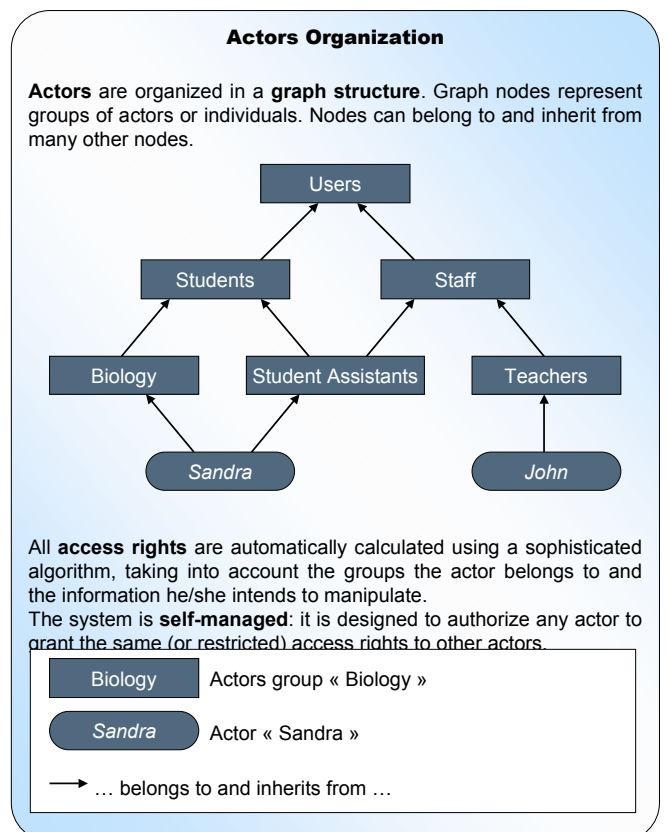 Actors Organization
Actors are organized in a graph structure. Graph nodes represent
groups of actors or individuals. Nodes can belong to and inherit from
many other nodes.
Users
Students
Staff
Biology
Student Assistants
Teachers
Sandra
John
All access rights are automatically calculated using a sophisticated
algorithm, taking into account the groups the actor belongs to and
the information he/she intends to manipulate.
The system is self-managed: it is designed to authorize any actor to
grant the same (or restricted) access rights to other actors.
Biology
Actors group « Biology »
Sandra
Actor « Sandra »
… belongs to and inherits from …